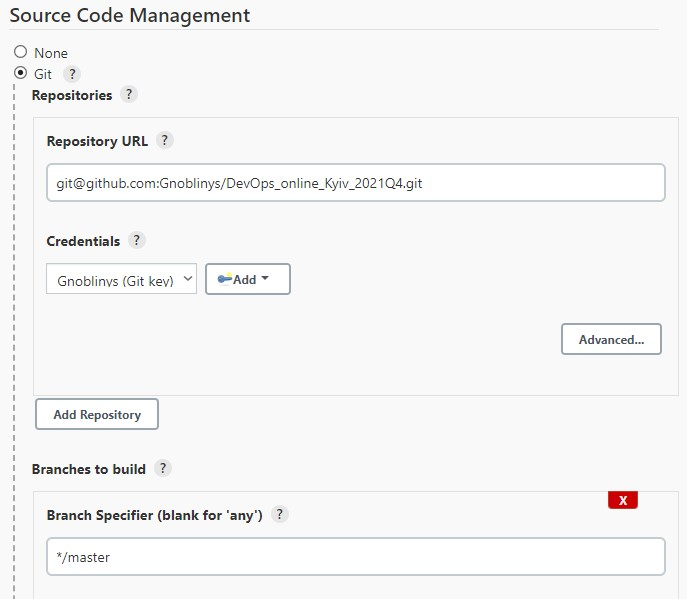 Source Code Management
None
Git ?
Repositories ?
Repository URL ?
git@github.com:Gnoblinys/DevOps_online_Kyiv_2021Q4.git
Credentials ?
Gnoblinys (Git key) Add
Advanced...
Add Repository
Branches to build ?
X
Branch Specifier (blank for 'any') ?
*/master